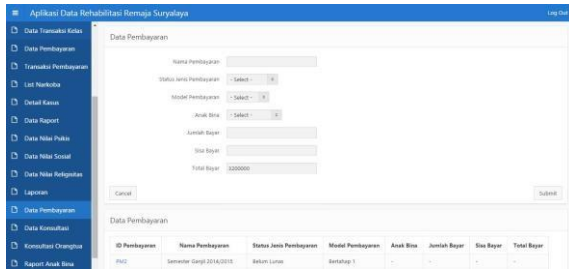 Aplikasi Data Rehabilitasi Remaja Suryalaya
Log Out
Data Transaksi Kelas
Data Pembayaran
Transaksi Pembayaran
List Narkoba
Detail Kasus
Data Raport
Data Nilai Psikis
Data Nilai Sosial
Data Nilai Religiutas
Laporan
Data Pembayaran
Data Konsultasi
Konsultasi Orangtua
Raport Anak Bina
Data Pembayaran
Nama Pembayaran
Status Jenis Pembayaran - Select -
Model Pembayaran - Select -
Anak Bina - Select -
Jumlah Bayar
Sisa Bayar
Total Bayar 3200000
Cancel
Submit
Data Pembayaran
ID Pembayaran Nama Pembayaran Status Jenis Pembayaran Model Pembayaran Anak Bina Jumlah Bayar Sisa Bayar Total Bayar
Semester Ganjil 2014/2015 Belum Lunas Bertahap 1 - - - -